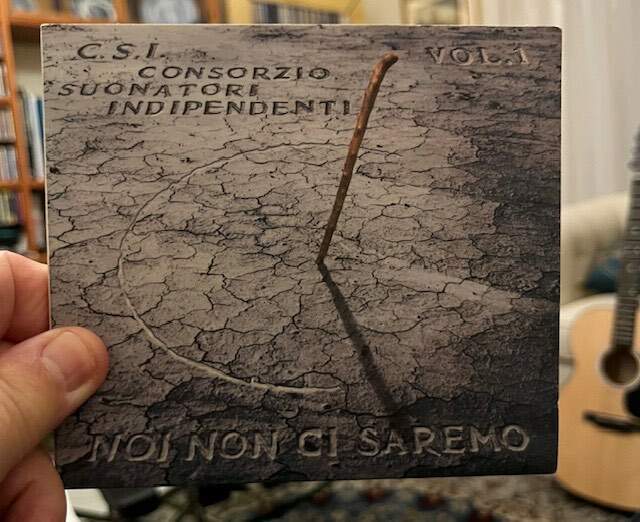 C.S.I.
CONSORZIO
SUONATORI
INDIPENDENTI
VOL.1
NOI NON CI SAREMO